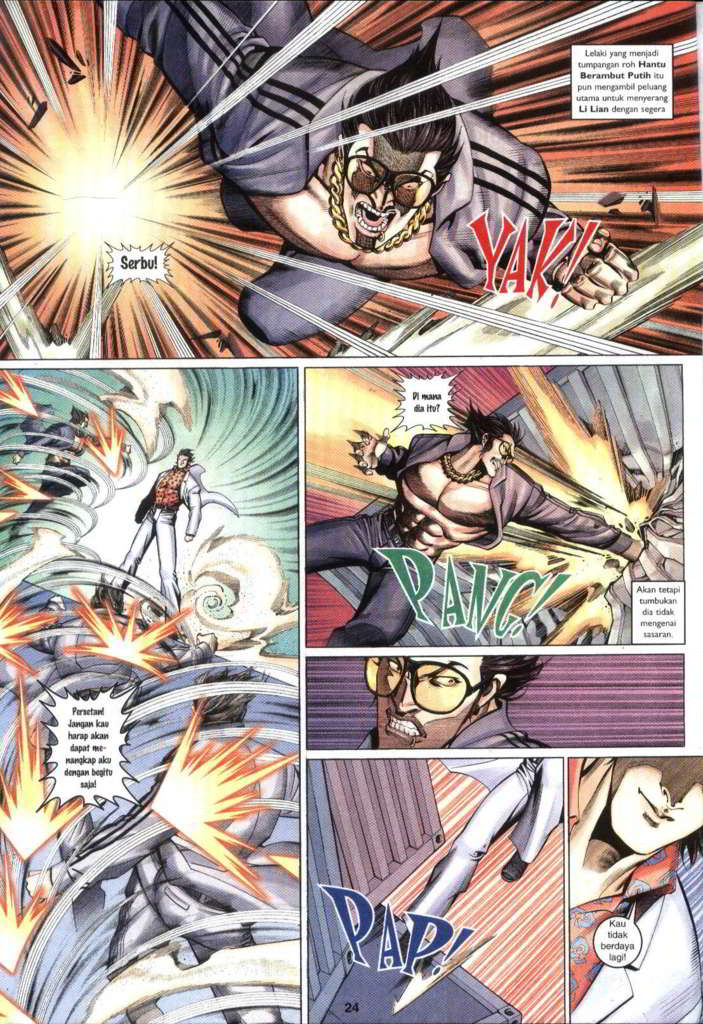 Lelaki yang menjadi
tumpangan roh Hantu
Berambut Putih itu
pun mengambil peluang
utama untuk menyerang
Li Lian dengan segera
YAK!
Serbu!
Di mana
dia itu?
PANG!
Akan tetapi
tumbukan
dia tidak
mengenai
sasaran.
Persetan!
Jangan kau
harap akan
dapat me-
nangkap aku
dengan begitu
saja!
PAP!
Kau
tidak
berdaya
lagi!
24